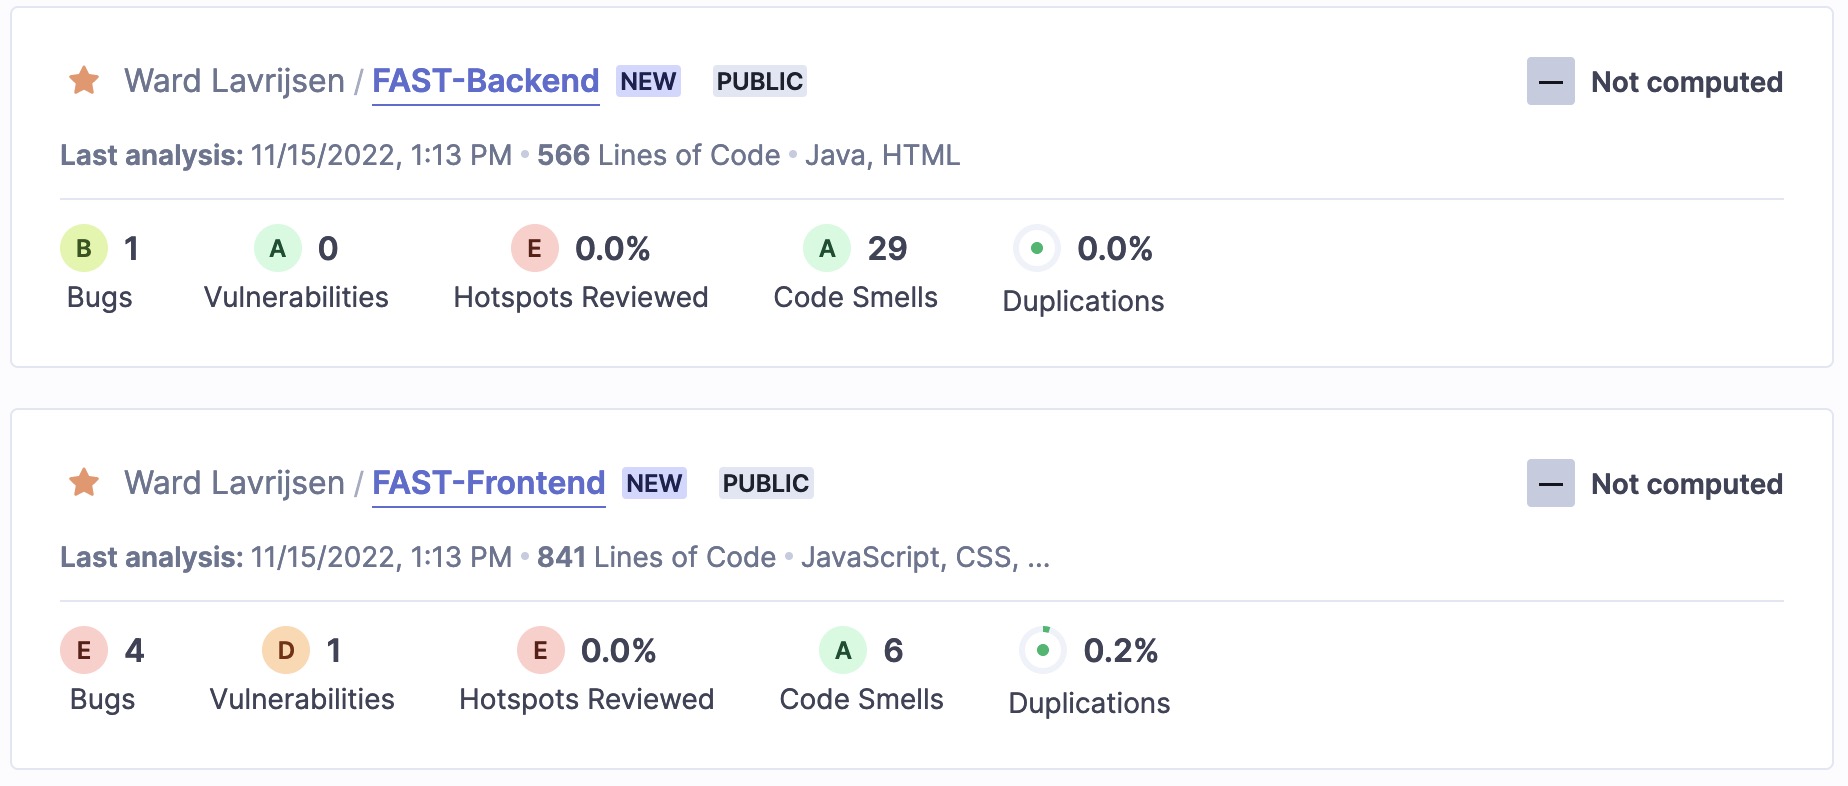 Ward Lavrijsen / FAST-Backend NEW PUBLIC — Not computed
Last analysis: 11/15/2022, 1:13 PM • 566 Lines of Code • Java, HTML
B 1 A 0 E 0.0% A 29 0.0%
Bugs Vulnerabilities Hotspots Reviewed Code Smells Duplications
Ward Lavrijsen / FAST-Frontend NEW PUBLIC — Not computed
Last analysis: 11/15/2022, 1:13 PM • 841 Lines of Code • JavaScript, CSS, ...
E 4 D 1 E 0.0% A 6 0.2%
Bugs Vulnerabilities Hotspots Reviewed Code Smells Duplications